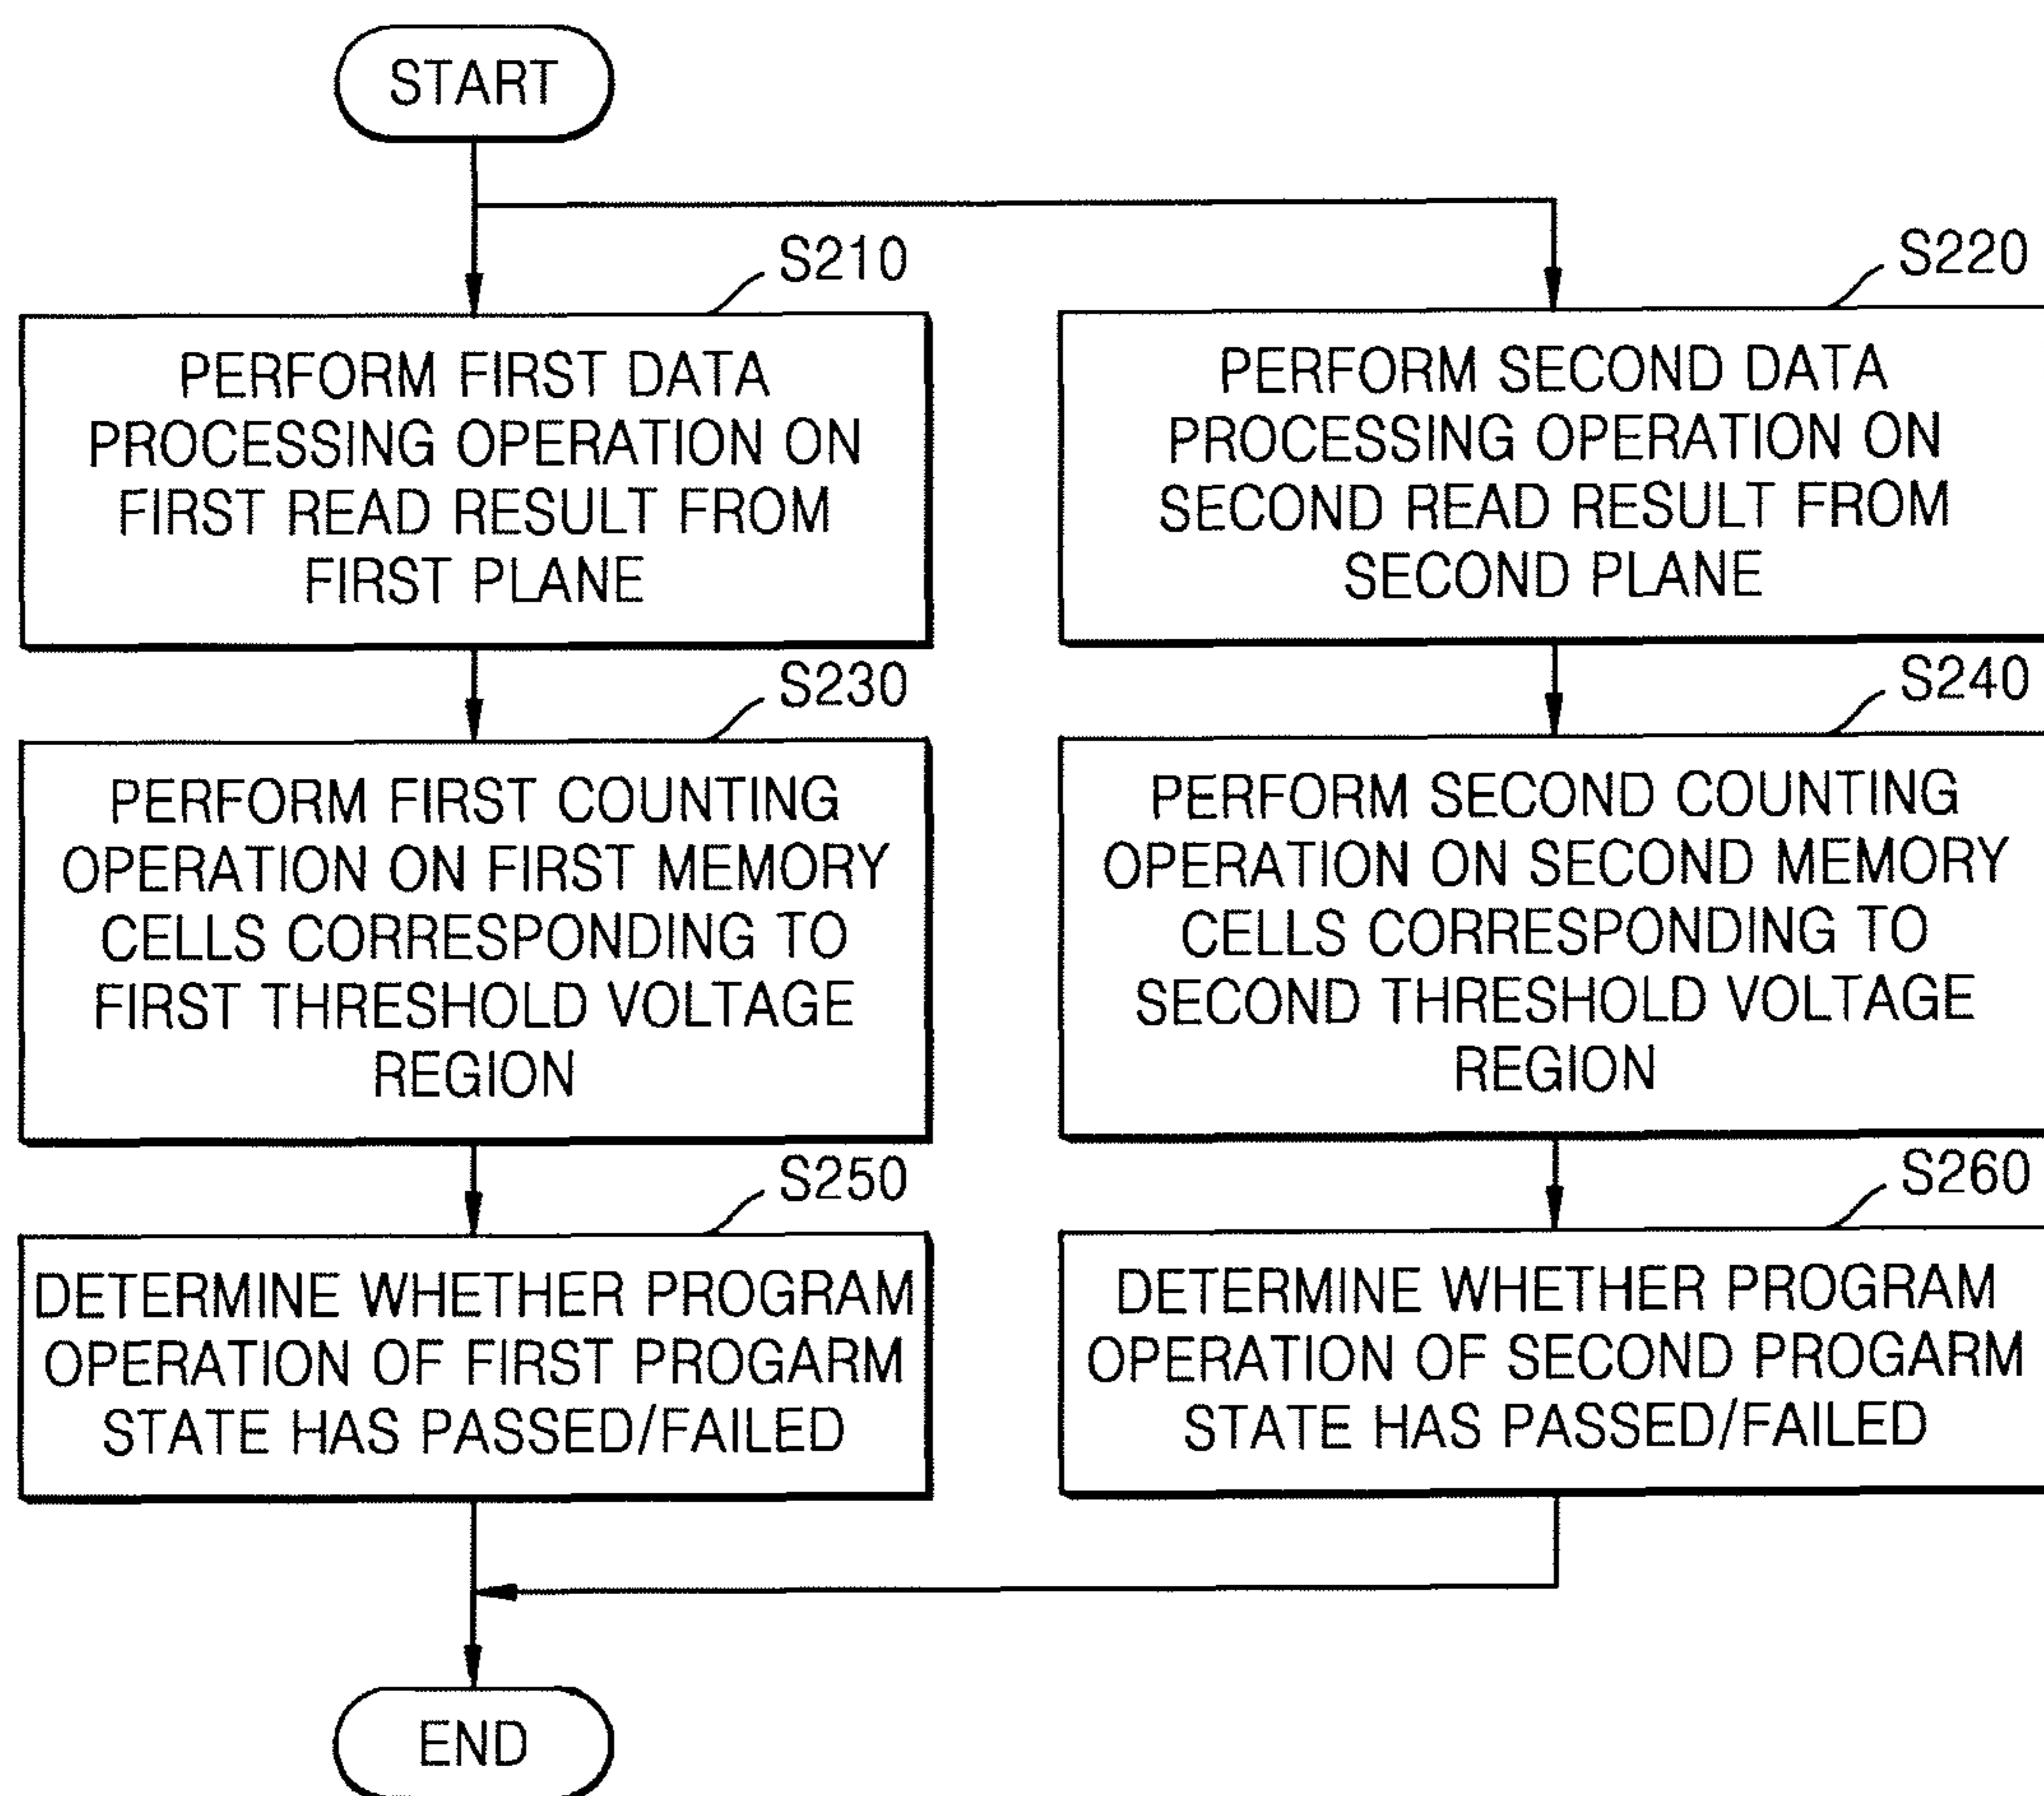 START
S210
PERFORM FIRST DATA
PROCESSING OPERATION ON
FIRST READ RESULT FROM
FIRST PLANE
S220
PERFORM SECOND DATA
PROCESSING OPERATION ON
SECOND READ RESULT FROM
SECOND PLANE
S230
PERFORM FIRST COUNTING
OPERATION ON FIRST MEMORY
CELLS CORRESPONDING TO
FIRST THRESHOLD VOLTAGE
REGION
S240
PERFORM SECOND COUNTING
OPERATION ON SECOND MEMORY
CELLS CORRESPONDING TO
SECOND THRESHOLD VOLTAGE
REGION
S250
DETERMINE WHETHER PROGRAM
OPERATION OF FIRST PROGARM
STATE HAS PASSED/FAILED
S260
DETERMINE WHETHER PROGRAM
OPERATION OF SECOND PROGARM
STATE HAS PASSED/FAILED
END